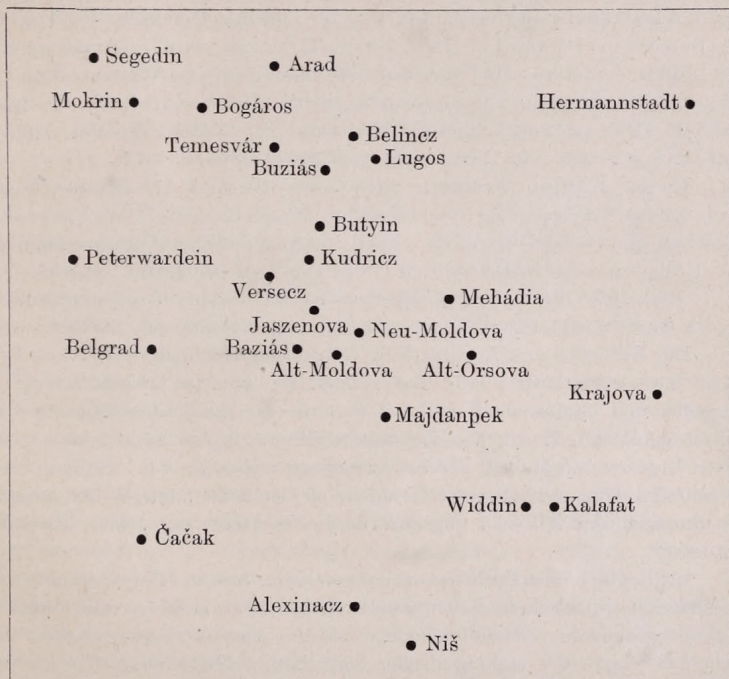 Segedin
Arad
Mokrin
Bogáros
Hermannstadt
Belincz
Temesvár
Lugos
Buziás
Butyin
Peterwardein
Kudricz
Versecz
Mehádia
Jaszenova
Neu-Moldova
Belgrad
Baziás
Alt-Moldova
Alt-Orsova
Krajova
Majdanpek
Widdin
Kalafat
Čačak
Alexinacz
Niš